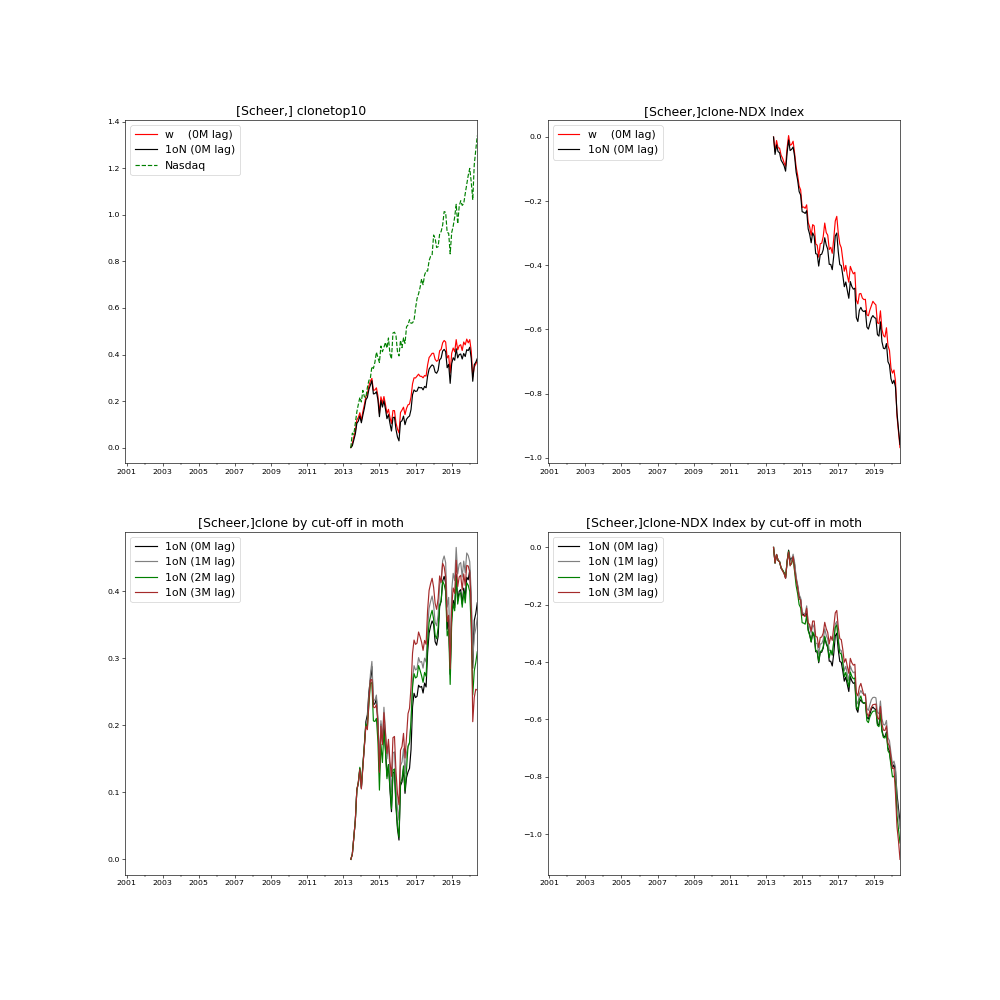 [Scheer,] clonetop10
w (0M lag)
1oN (0M lag)
Nasdaq
1.4
1.2
1.0
0.8
0.6
0.4
0.2
0.0
2001 2003 2005 2007 2009 2011 2013 2015 2017 2019
[Scheer,]clone-NDX Index
w (0M lag)
1oN (0M lag)
0.0
−0.2
−0.4
−0.6
−0.8
−1.0
2001 2003 2005 2007 2009 2011 2013 2015 2017 2019
[Scheer,]clone by cut-off in moth
1oN (0M lag)
1oN (1M lag)
1oN (2M lag)
1oN (3M lag)
0.4
0.3
0.2
0.1
0.0
2001 2003 2005 2007 2009 2011 2013 2015 2017 2019
[Scheer,]clone-NDX Index by cut-off in moth
1oN (0M lag)
1oN (1M lag)
1oN (2M lag)
1oN (3M lag)
0.0
−0.2
−0.4
−0.6
−0.8
−1.0
2001 2003 2005 2007 2009 2011 2013 2015 2017 2019